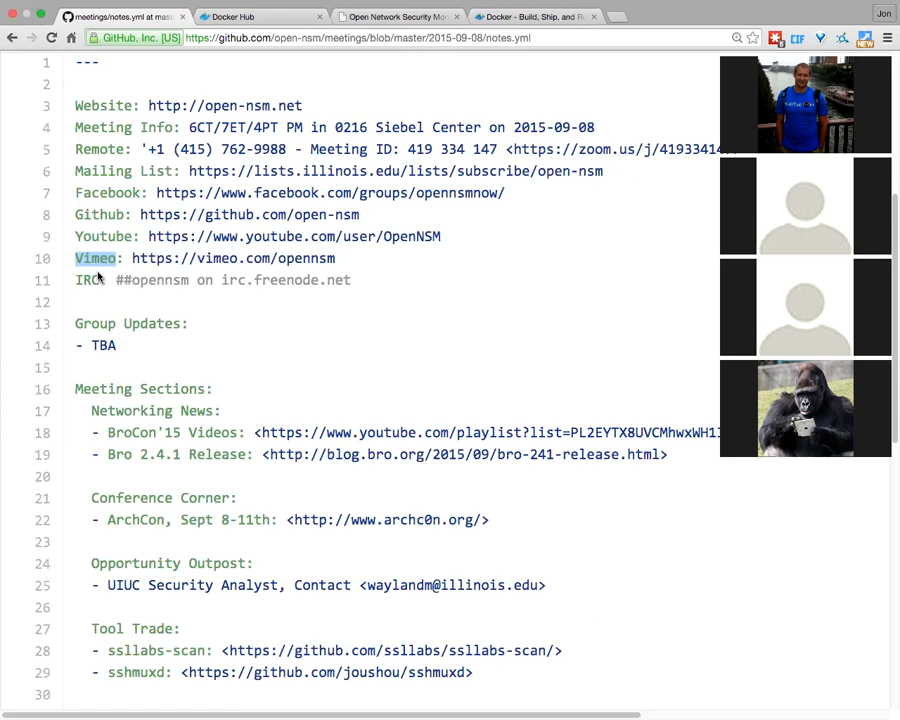 meetings/notes.yml at mast
Docker Hub
Open Network Security Mo
Docker - Build, Ship, and Ru
Jon
GitHub, Inc. [US]
https://github.com/open-nsm/meetings/blob/master/2015-09-08/notes.yml
CIF
NEW
1 ---
2
3 Website: http://open-nsm.net
4 Meeting Info: 6CT/7ET/4PT PM in 0216 Siebel Center on 2015-09-08
5 Remote: '+1 (415) 762-9988 - Meeting ID: 419 334 147 <https://zoom.us/j/41933414
6 Mailing List: https://lists.illinois.edu/lists/subscribe/open-nsm
7 Facebook: https://www.facebook.com/groups/opennsmnow/
8 Github: https://github.com/open-nsm
9 Youtube: https://www.youtube.com/user/OpenNSM
10 Vimeo: https://vimeo.com/opennsm
11 IRC: ##opennsm on irc.freenode.net
12
13 Group Updates:
14 - TBA
15
16 Meeting Sections:
17 Networking News:
18 - BroCon'15 Videos: <https://www.youtube.com/playlist?list=PL2EYTX8UVCMhwxWH1
19 - Bro 2.4.1 Release: <http://blog.bro.org/2015/09/bro-241-release.html>
20
21 Conference Corner:
22 - ArchCon, Sept 8-11th: <http://www.archc0n.org/>
23
24 Opportunity Outpost:
25 - UIUC Security Analyst, Contact <waylandm@illinois.edu>
26
27 Tool Trade:
28 - ssllabs-scan: <https://github.com/ssllabs/ssllabs-scan/>
29 - sshmuxd: <https://github.com/joushou/sshmuxd>
30